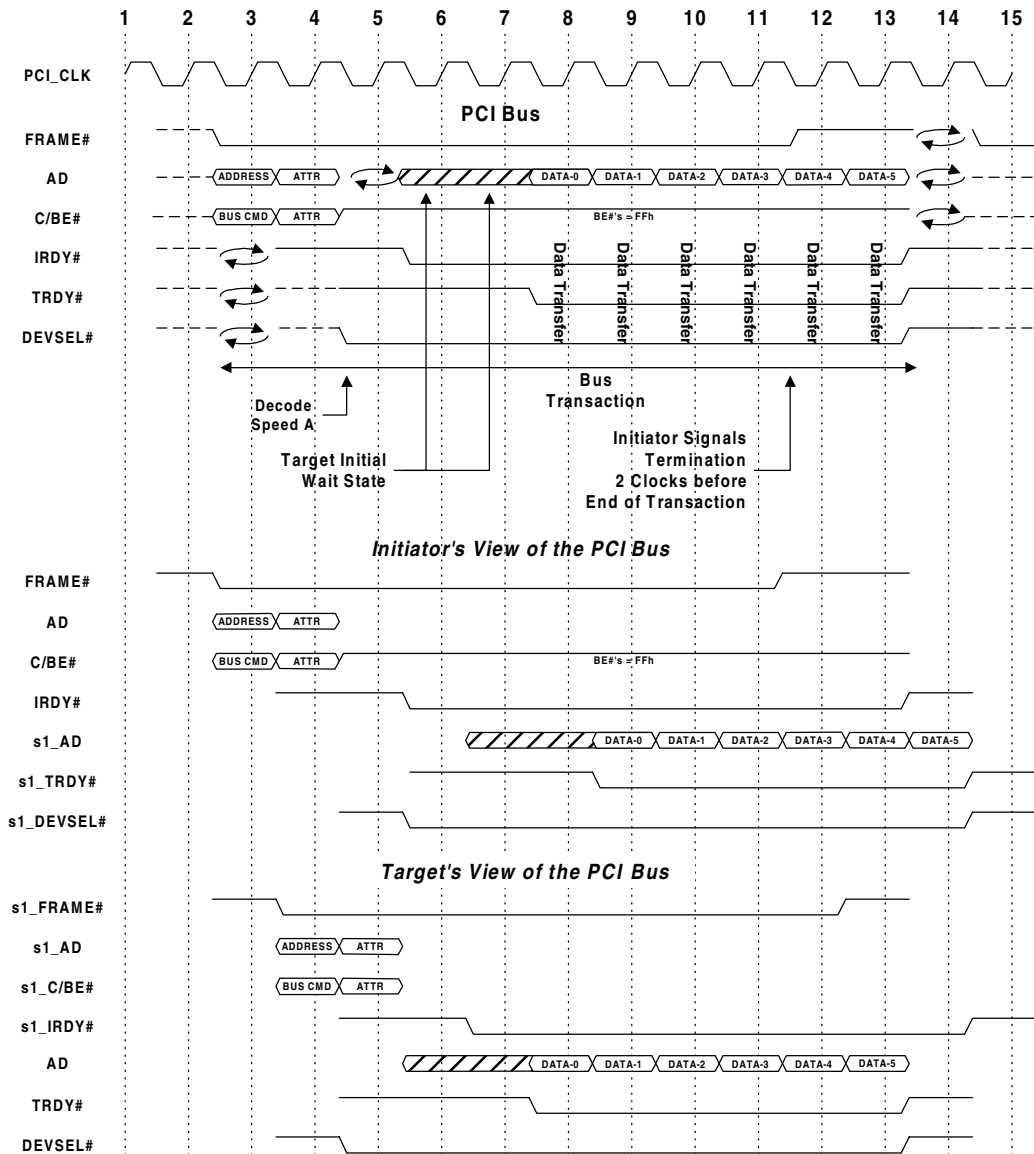 1 2 3 4 5 6 7 8 9 10 11 12 13 14 15
PCI_CLK
PCI Bus
FRAME#
AD ADDRESS ATTR DATA-0 DATA-1 DATA-2 DATA-3 DATA-4 DATA-5
C/BE# BUS CMD ATTR BE#'s = FFh
IRDY#
TRDY#
DEVSEL#
Data Transfer
Data Transfer
Data Transfer
Data Transfer
Data Transfer
Data Transfer
Bus
Transaction
Decode
Speed A
Target Initial
Wait State
Initiator Signals
Termination
2 Clocks before
End of Transaction
Initiator's View of the PCI Bus
FRAME#
AD ADDRESS ATTR
C/BE# BUS CMD ATTR BE#'s = FFh
IRDY#
s1_AD DATA-0 DATA-1 DATA-2 DATA-3 DATA-4 DATA-5
s1_TRDY#
s1_DEVSEL#
Target's View of the PCI Bus
s1_FRAME#
s1_AD ADDRESS ATTR
s1_C/BE# BUS CMD ATTR
s1_IRDY#
AD DATA-0 DATA-1 DATA-2 DATA-3 DATA-4 DATA-5
TRDY#
DEVSEL#